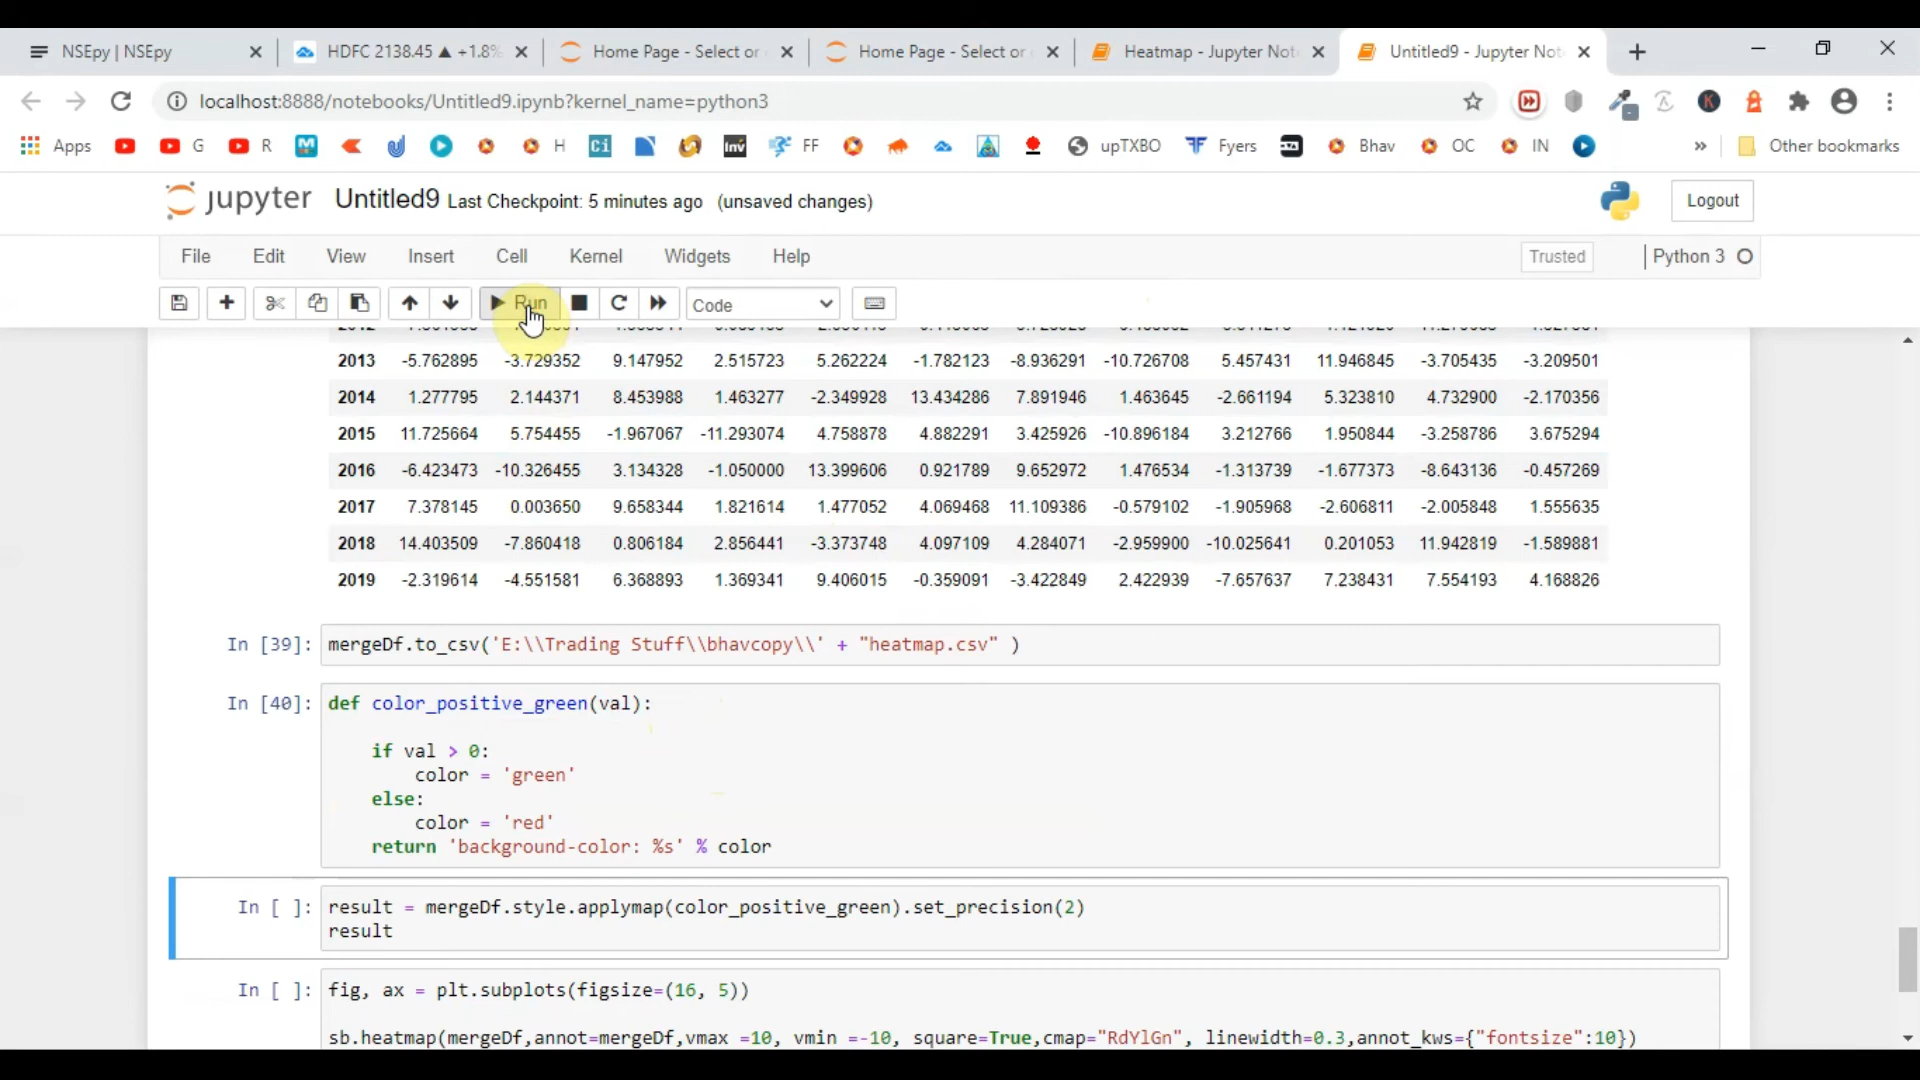 NSEpy | NSEpy
HDFC 2138.45 ▲ +1.8%
Home Page - Select or
Home Page - Select or
Heatmap - Jupyter Not
Untitled9 - Jupyter Not
localhost:8888/notebooks/Untitled9.ipynb?kernel_name=python3
Apps G R H Ci Inv FF upTXBO Fyers Bhav OC IN » Other bookmarks
jupyter Untitled9 Last Checkpoint: 5 minutes ago (unsaved changes) Logout
File Edit View Insert Cell Kernel Widgets Help Trusted Python 3
Run Code
2013 -5.762895 -3.729352 9.147952 2.515723 5.262224 -1.782123 -8.936291 -10.726708 5.457431 11.946845 -3.705435 -3.209501
2014 1.277795 2.144371 8.453988 1.463277 -2.349928 13.434286 7.891946 1.463645 -2.661194 5.323810 4.732900 -2.170356
2015 11.725664 5.754455 -1.967067 -11.293074 4.758878 4.882291 3.425926 -10.896184 3.212766 1.950844 -3.258786 3.675294
2016 -6.423473 -10.326455 3.134328 -1.050000 13.399606 0.921789 9.652972 1.476534 -1.313739 -1.677373 -8.643136 -0.457269
2017 7.378145 0.003650 9.658344 1.821614 1.477052 4.069468 11.109386 -0.579102 -1.905968 -2.606811 -2.005848 1.555635
2018 14.403509 -7.860418 0.806184 2.856441 -3.373748 4.097109 4.284071 -2.959900 -10.025641 0.201053 11.942819 -1.589881
2019 -2.319614 -4.551581 6.368893 1.369341 9.406015 -0.359091 -3.422849 2.422939 -7.657637 7.238431 7.554193 4.168826
In [39]: mergeDf.to_csv('E:\\Trading Stuff\\bhavcopy\\' + "heatmap.csv" )
In [40]: def color_positive_green(val):
if val > 0:
color = 'green'
else:
color = 'red'
return 'background-color: %s' % color
In [ ]: result = mergeDf.style.applymap(color_positive_green).set_precision(2)
result
In [ ]: fig, ax = plt.subplots(figsize=(16, 5))
sb.heatmap(mergeDf,annot=mergeDf,vmax =10, vmin =-10, square=True,cmap="RdYlGn", linewidth=0.3,annot_kws={"fontsize":10})